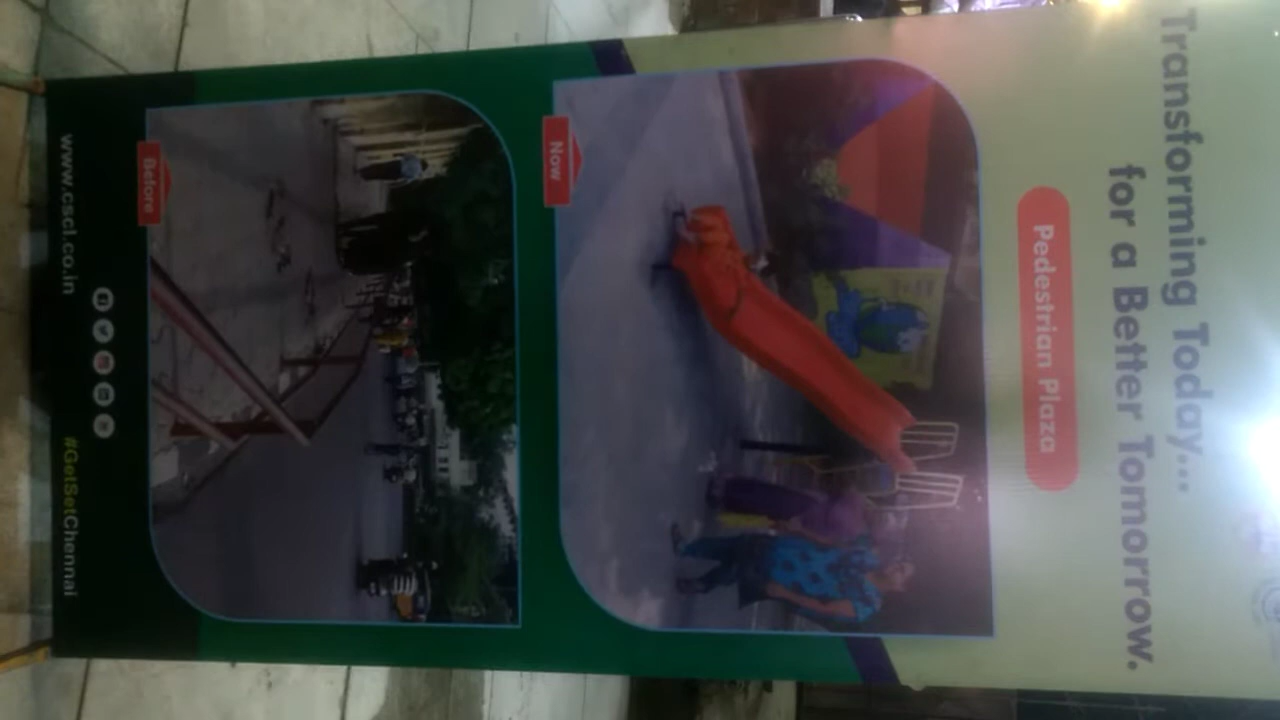 Transforming Today...
for a Better Tomorrow.
Pedestrian Plaza
Now
Before
www.cscl.co.in
#GetSetChennai